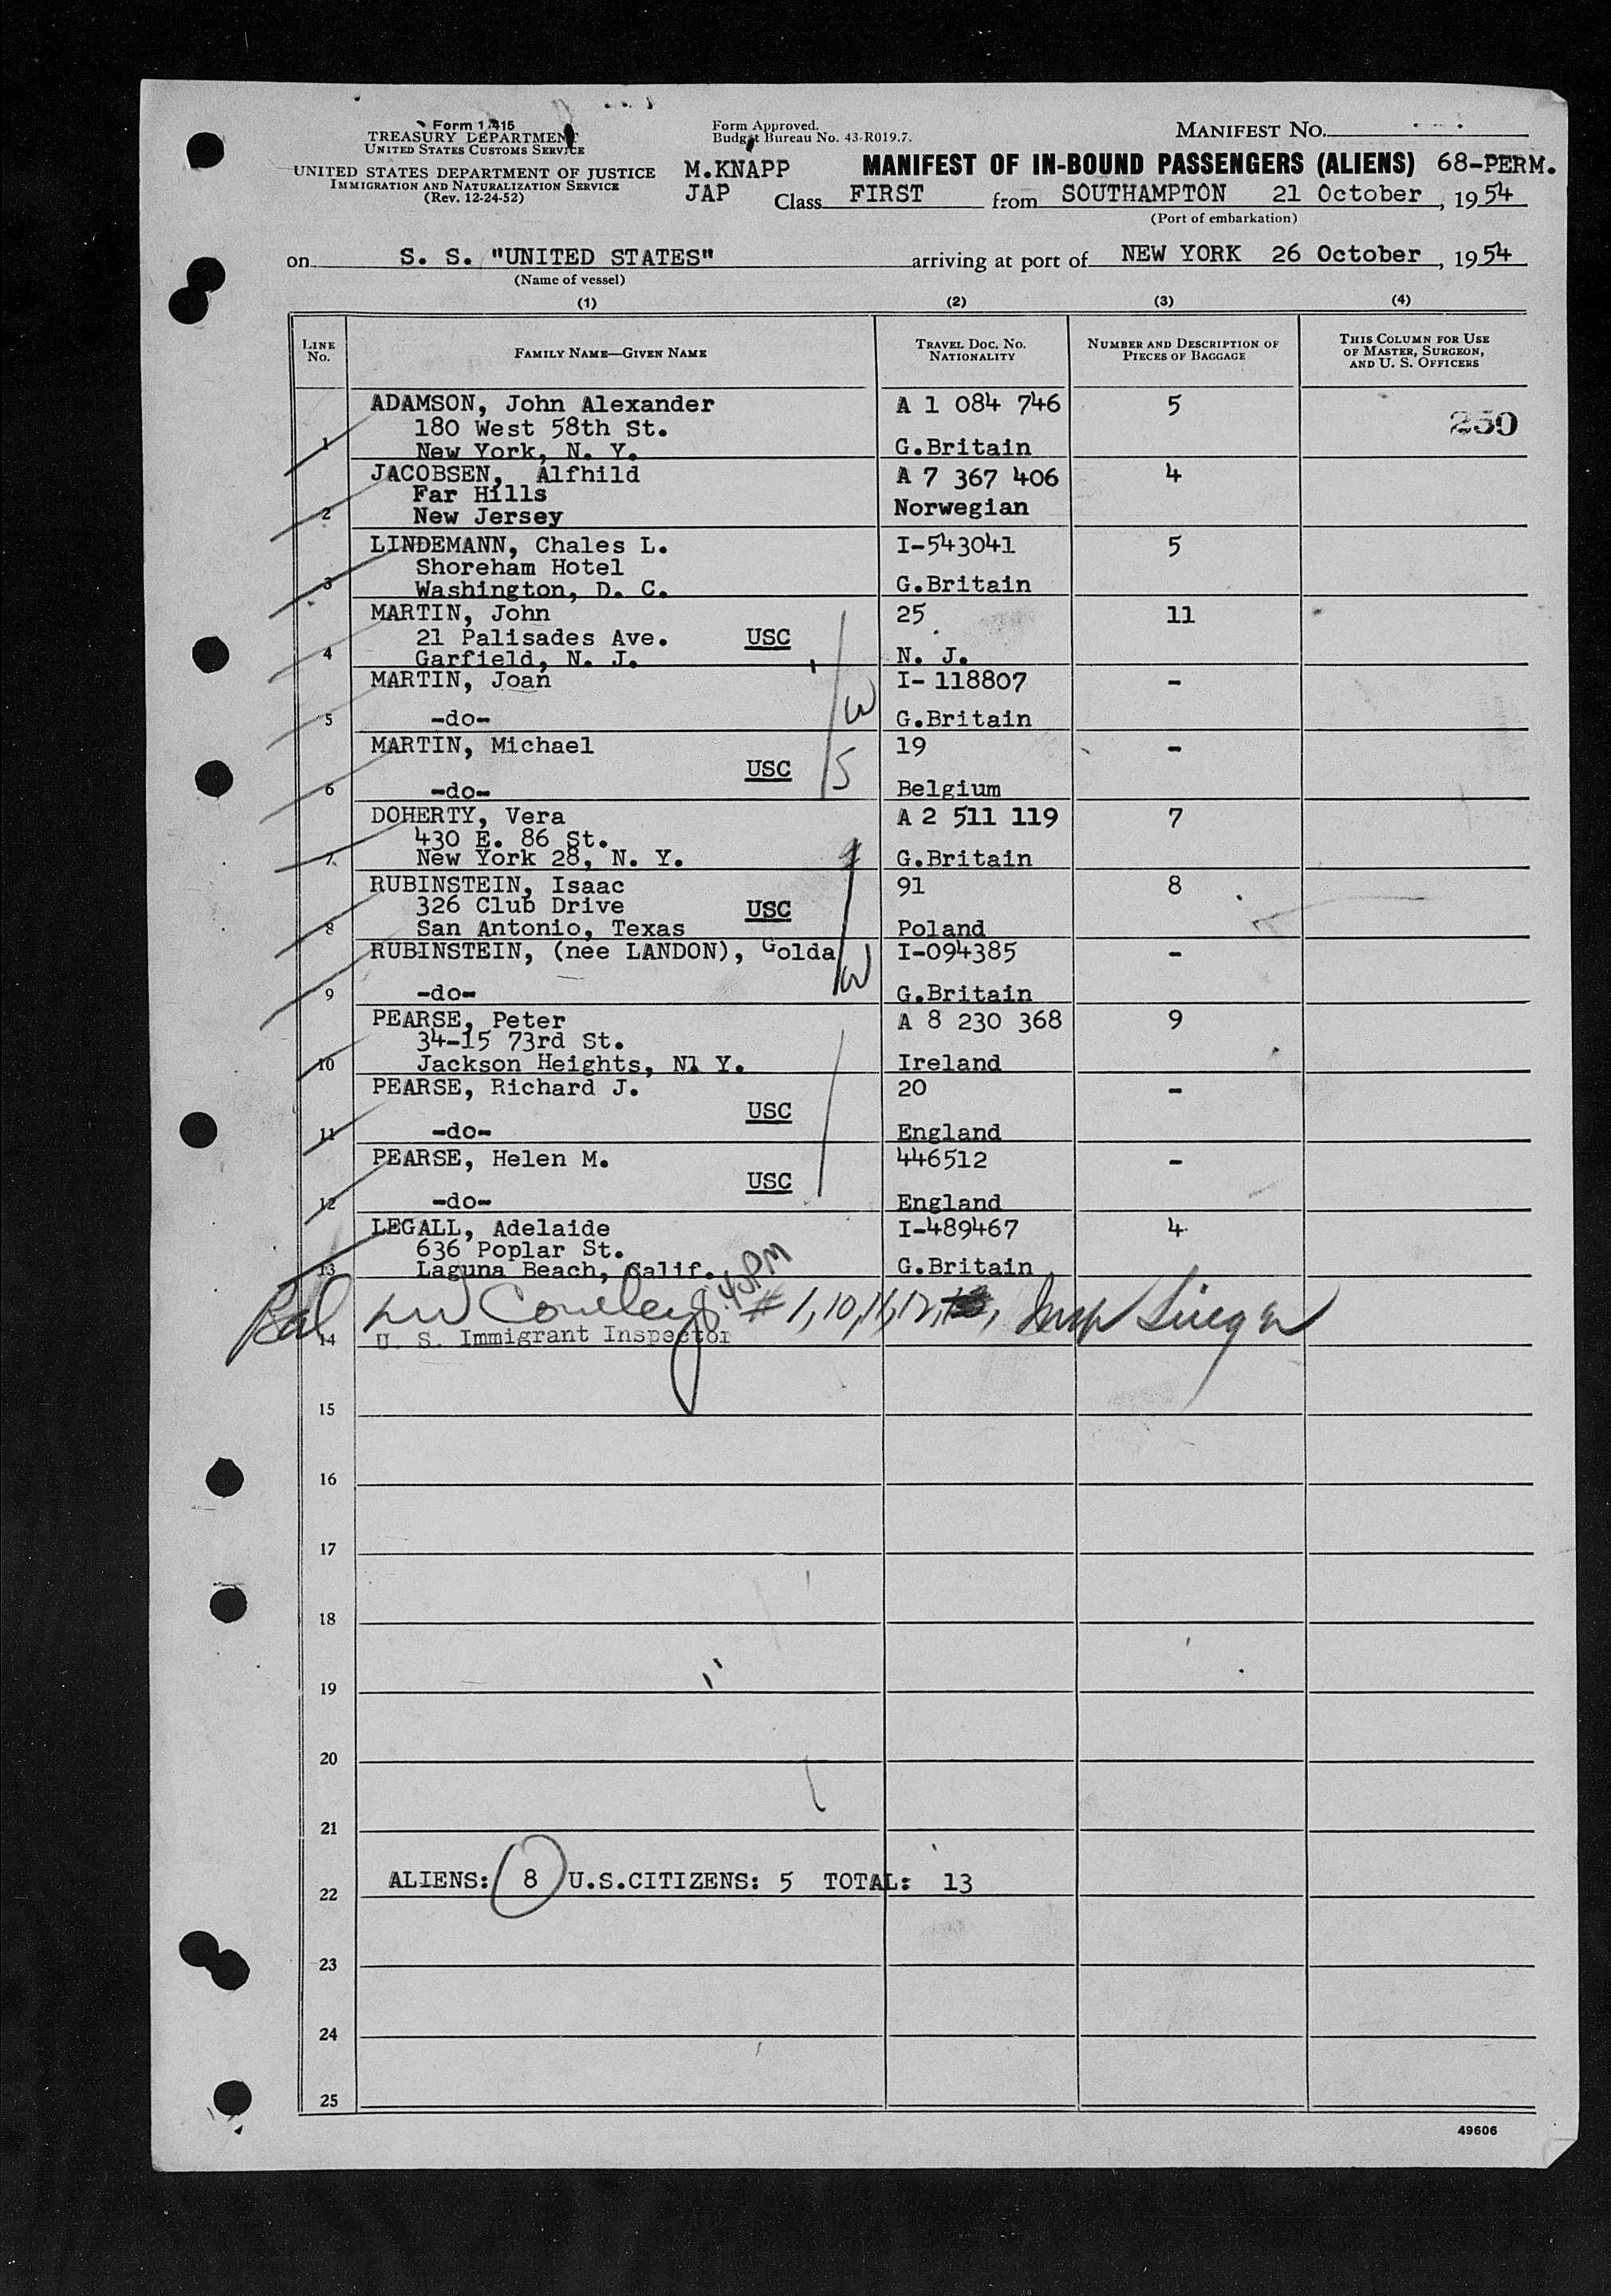 Form I 415
TREASURY DEPARTMENT
UNITED STATES CUSTOMS SERVICE
UNITED STATES DEPARTMENT OF JUSTICE
IMMIGRATION AND NATURALIZATION SERVICE
(Rev. 12-24-52)
Form Approved.
Budget Bureau No. 43-R019.7.
MANIFEST NO.
M.KNAPP MANIFEST OF IN-BOUND PASSENGERS (ALIENS) 68-PERM.
JAP Class FIRST from SOUTHAMPTON 21 October, 1954
(Port of embarkation)
on S. S. "UNITED STATES" arriving at port of NEW YORK 26 October, 1954
(Name of vessel)
(1) (2) (3) (4)
LINE NO. FAMILY NAME—GIVEN NAME TRAVEL DOC. NO. NATIONALITY NUMBER AND DESCRIPTION OF PIECES OF BAGGAGE THIS COLUMN FOR USE OF MASTER, SURGEON, AND U. S. OFFICERS
ADAMSON, John Alexander A 1 084 746 5
180 West 58th St. 250
1 New York, N. Y. G.Britain
JACOBSEN, Alfhild A 7 367 406 4
Far Hills
2 New Jersey Norwegian
LINDEMANN, Chales L. I-543041 5
Shoreham Hotel
3 Washington, D. C. G.Britain
MARTIN, John 25 11
21 Palisades Ave. USC
4 Garfield, N. J. N. J.
MARTIN, Joan I- 118807 -
W
5 -do- G.Britain
MARTIN, Michael 19 -
USC S
6 -do- Belgium
DOHERTY, Vera A 2 511 119 7
430 E. 86 St.
7 New York 28, N. Y. G.Britain
RUBINSTEIN, Isaac 91 8
326 Club Drive USC
8 San Antonio, Texas Poland
RUBINSTEIN, (nee LANDON), Golda I-094385 -
W
9 -do- G.Britain
PEARSE, Peter A 8 230 368 9
34-15 73rd St.
10 Jackson Heights, Nl Y. Ireland
PEARSE, Richard J. 20 -
USC
11 -do- England
PEARSE, Helen M. 446512 -
USC
12 -do- England
LEGALL, Adelaide I-489467 4
636 Poplar St.
13 Laguna Beach, Calif. G.Britain
# 1, 10, 11, 12,
14 U. S. Immigrant Inspector
15
16
17
18
19
20
21
22 ALIENS: 8 U.S.CITIZENS: 5 TOTAL: 13
23
24
25
49606